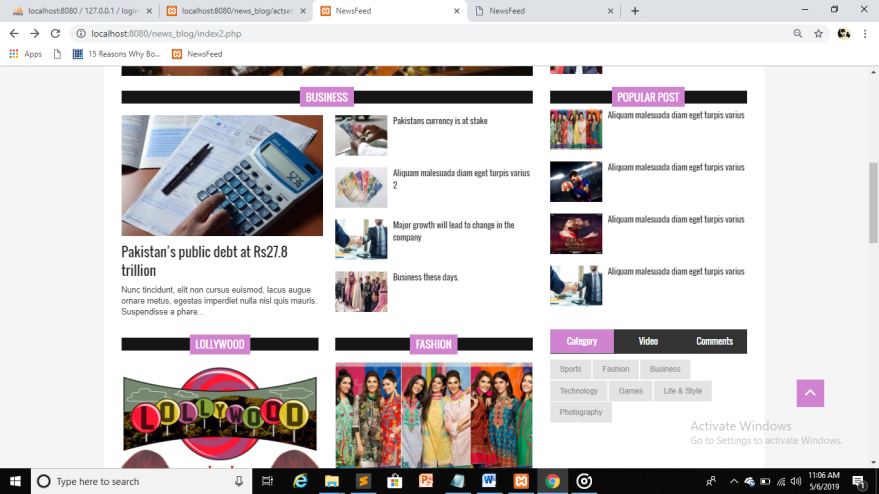 localhost:8080 / 127.0.0.1 / login
localhost:8080/news_blog/actset
NewsFeed
NewsFeed
localhost:8080/news_blog/index2.php
Apps
15 Reasons Why Bo...
NewsFeed
BUSINESS
Pakistan's public debt at Rs27.8
trillion
Nunc tincidunt, elit non cursus euismod, lacus augue
ornare metus, egestas imperdiet nulla nisl quis mauris.
Suspendisse a phare...
Pakistans currency is at stake
Aliquam malesuada diam eget turpis varius
2
Major growth will lead to change in the
company
Business these days.
POPULAR POST
Aliquam malesuada diam eget turpis varius
Aliquam malesuada diam eget turpis varius
Aliquam malesuada diam eget turpis varius
Aliquam malesuada diam eget turpis varius
LOLLYWOOD
LOLLYWOOD
FASHION
Category Video Comments
Sports Fashion Business
Technology Games Life & Style
Photography
Activate Windows
Go to Settings to activate Windows.
Type here to search
11:06 AM
5/6/2019